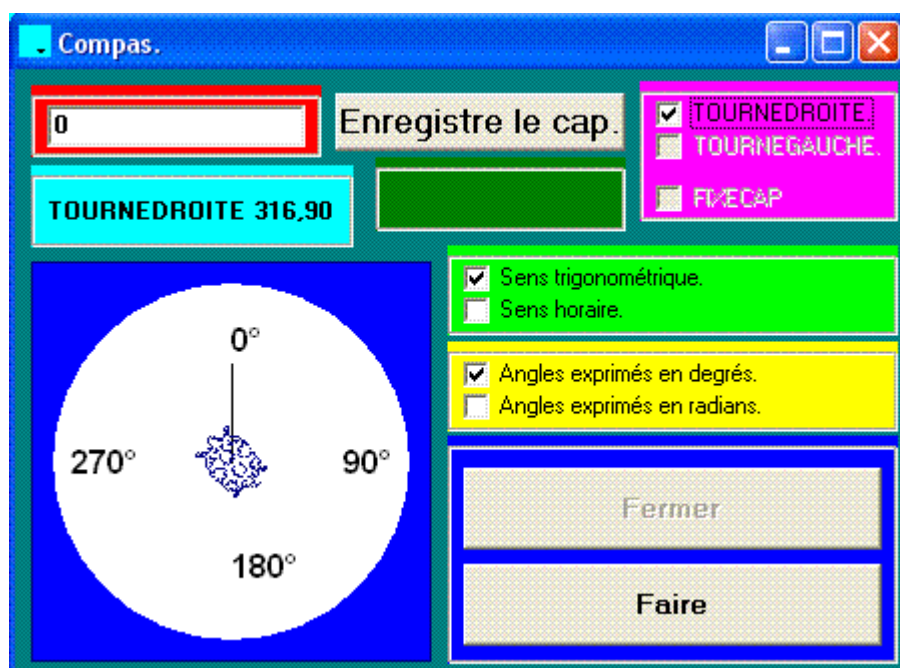 Compas.
0
Enregistre le cap.
TOURNEDROITE.
TOURNEGAUCHE.
FIXECAP
TOURNEDROITE 316,90
Sens trigonométrique.
Sens horaire.
Angles exprimés en degrés.
Angles exprimés en radians.
0°
270°
90°
180°
Fermer
Faire